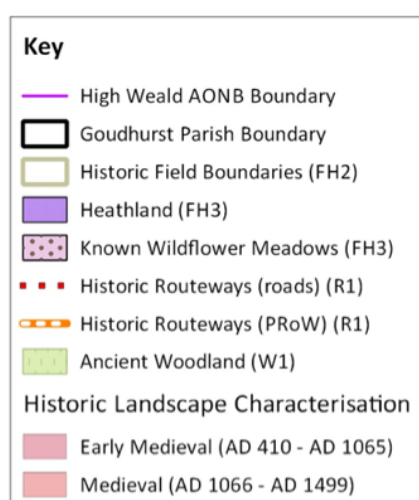 Key
High Weald AONB Boundary
Goudhurst Parish Boundary
Historic Field Boundaries (FH2)
Heathland (FH3)
Known Wildflower Meadows (FH3)
Historic Routeways (roads) (R1)
Historic Routeways (PRoW) (R1)
Ancient Woodland (W1)
Historic Landscape Characterisation
Early Medieval (AD 410 - AD 1065)
Medieval (AD 1066 - AD 1499)